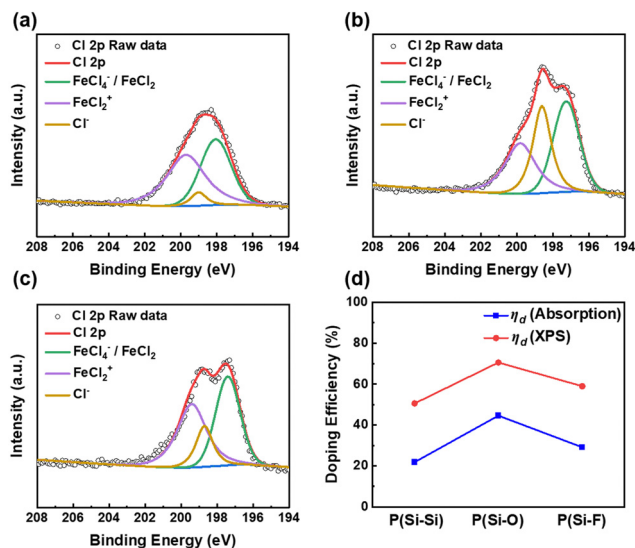 (a)
Cl 2p Raw data
Cl 2p
FeCl4- / FeCl2
FeCl2+
Cl-
Intensity (a.u.)
208 206 204 202 200 198 196 194
Binding Energy (eV)
(b)
Cl 2p Raw data
Cl 2p
FeCl4- / FeCl2
FeCl2+
Cl-
Intensity (a.u.)
208 206 204 202 200 198 196 194
Binding Energy (eV)
(c)
Cl 2p Raw data
Cl 2p
FeCl4- / FeCl2
FeCl2+
Cl-
Intensity (a.u.)
208 206 204 202 200 198 196 194
Binding Energy (eV)
(d)
ηd (Absorption)
ηd (XPS)
Doping Efficiency (%)
100
80
60
40
20
0
P(Si-Si) P(Si-O) P(Si-F)